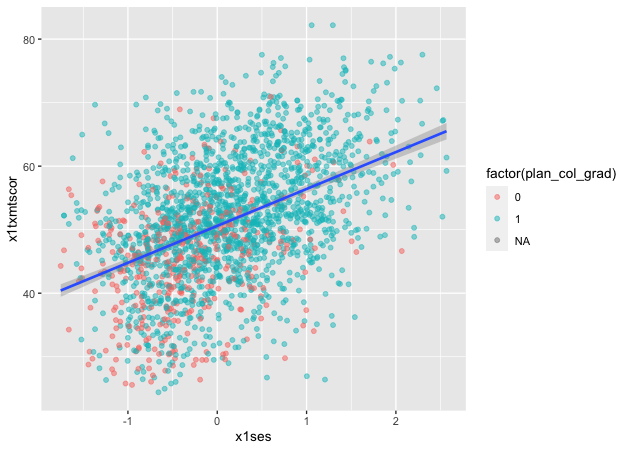 80
60
40
x1txmtscor
-1
0
1
2
x1ses
factor(plan_col_grad)
0
1
NA